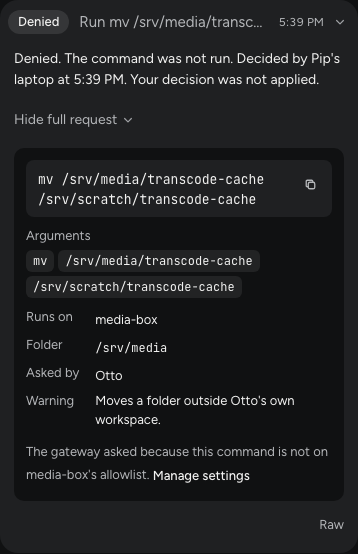 Denied Run mv /srv/media/transc... 5:39 PM
Denied. The command was not run. Decided by Pip's
laptop at 5:39 PM. Your decision was not applied.
Hide full request
mv /srv/media/transcode-cache
/srv/scratch/transcode-cache
Arguments
mv /srv/media/transcode-cache
/srv/scratch/transcode-cache
Runs on media-box
Folder /srv/media
Asked by Otto
Warning Moves a folder outside Otto's own
workspace.
The gateway asked because this command is not on
media-box's allowlist. Manage settings
Raw